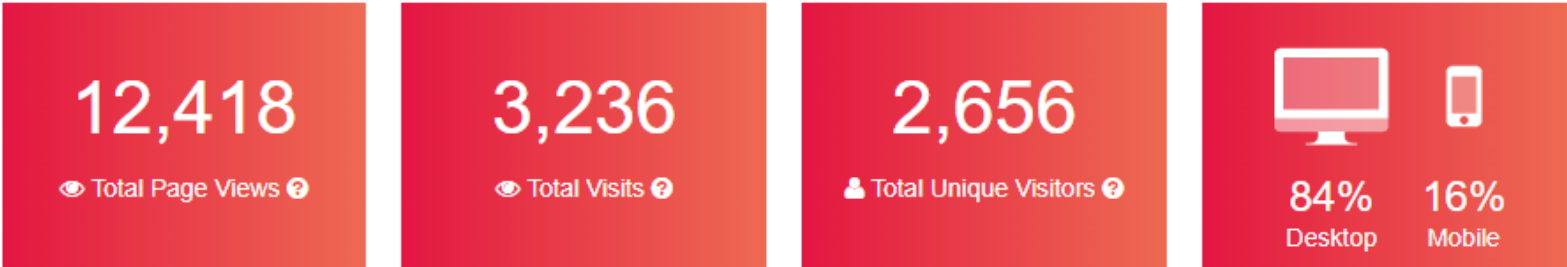 12,418
Total Page Views ?
3,236
Total Visits ?
2,656
Total Unique Visitors ?
84%
Desktop
16%
Mobile